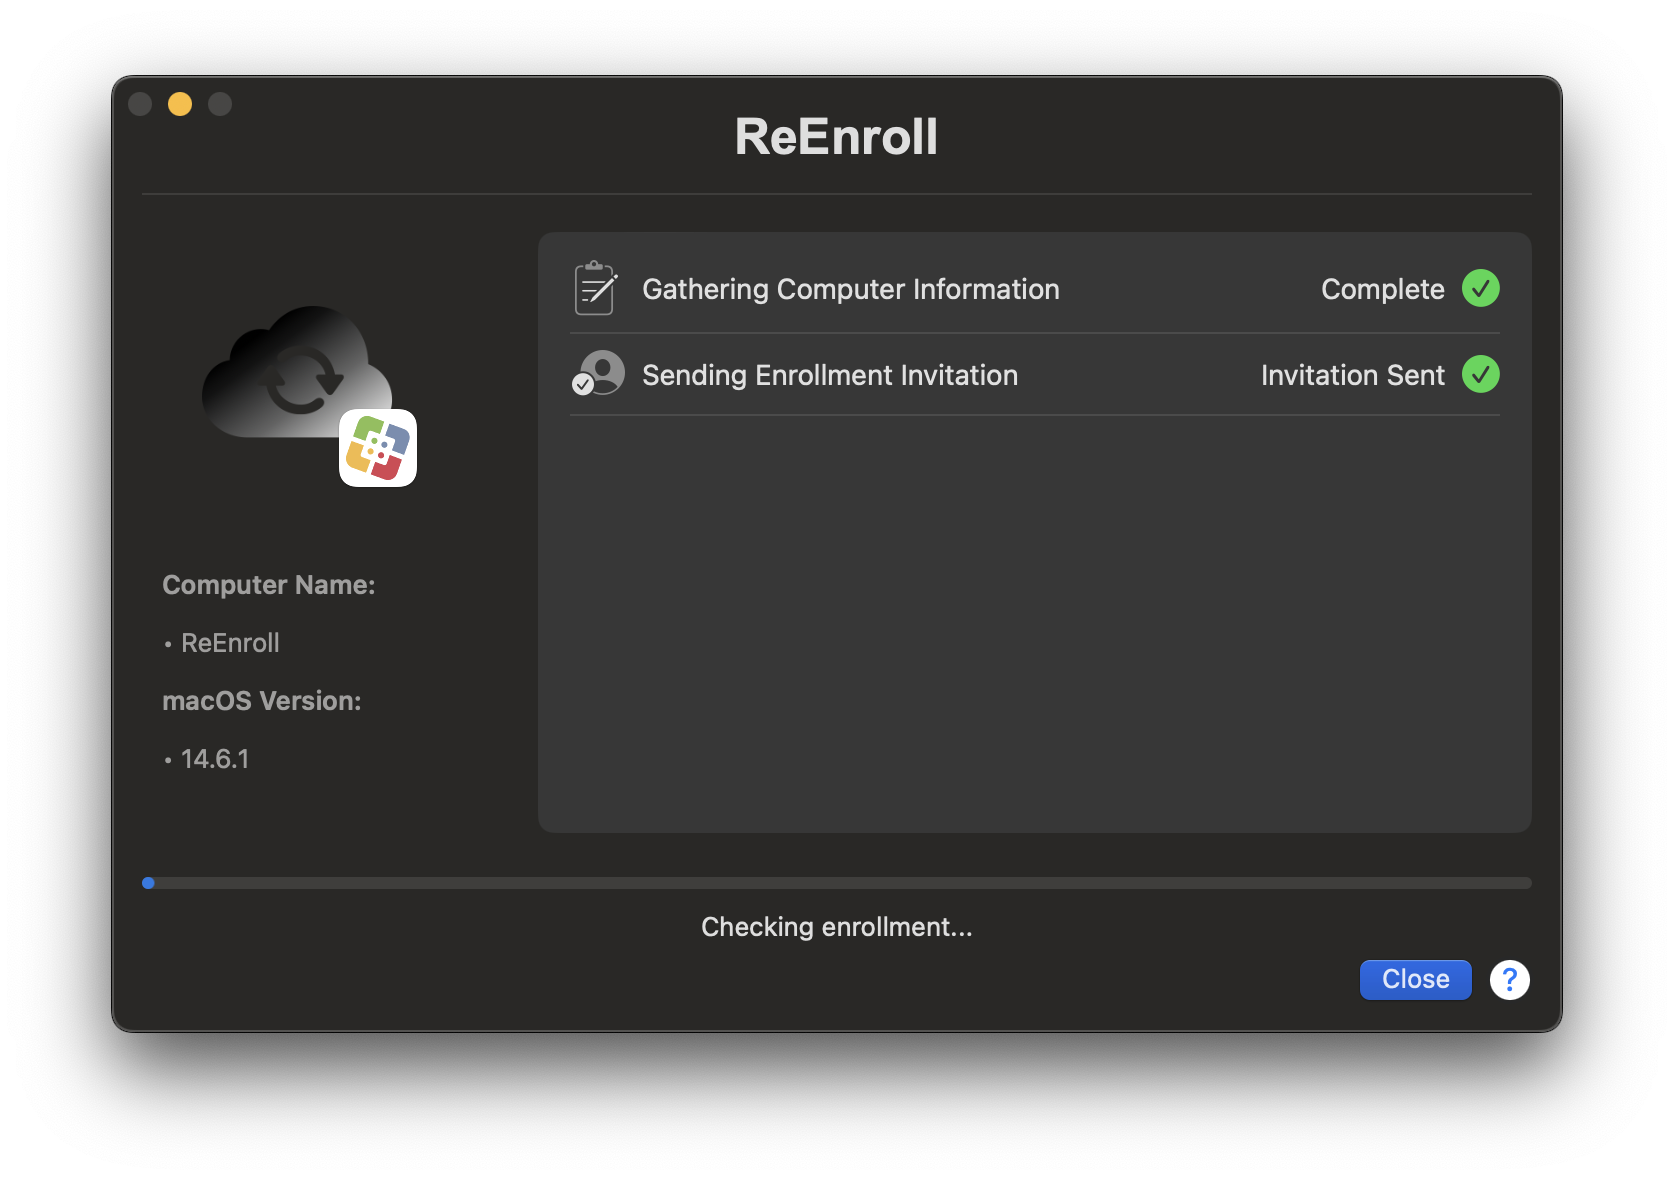 ReEnroll
Gathering Computer Information Complete
Sending Enrollment Invitation Invitation Sent
Computer Name:
• ReEnroll
macOS Version:
• 14.6.1
Checking enrollment...
Close ?